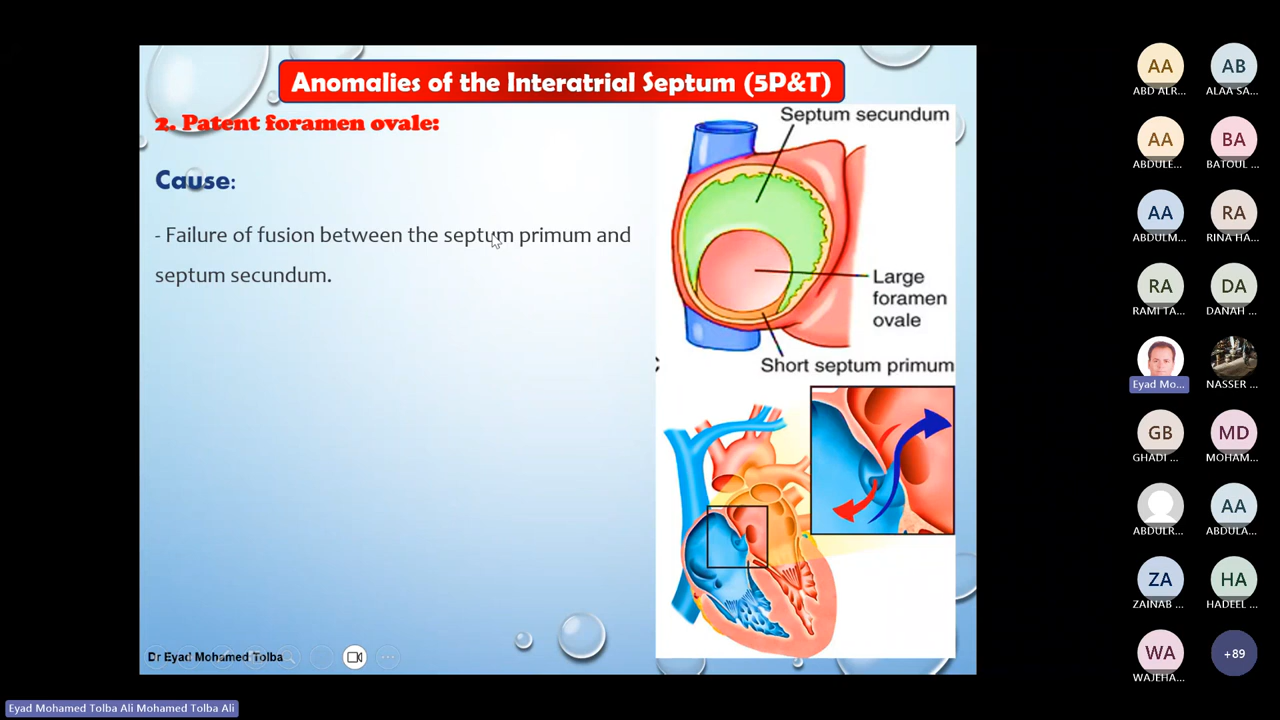 Anomalies of the Interatrial Septum (5P&T)
2. Patent foramen ovale:
Cause:
- Failure of fusion between the septum primum and
septum secundum.
Septum secundum
Large
foramen
ovale
Short septum primum
Dr Eyad Mohamed Tolba
Eyad Mohamed Tolba Ali Mohamed Tolba Ali
AA
ABD ALR...
AB
ALAA SA...
AA
ABDULE...
BA
BATOUL ...
AA
ABDULM...
RA
RINA HA...
RA
RAMI TA...
DA
DANAH ...
Eyad Mo...
NASSER ...
GB
GHADI ...
MD
MOHAM...
ABDULR...
AA
ABDULA...
ZA
ZAINAB ...
HA
HADEEL ...
WA
WAJEHA...
+89